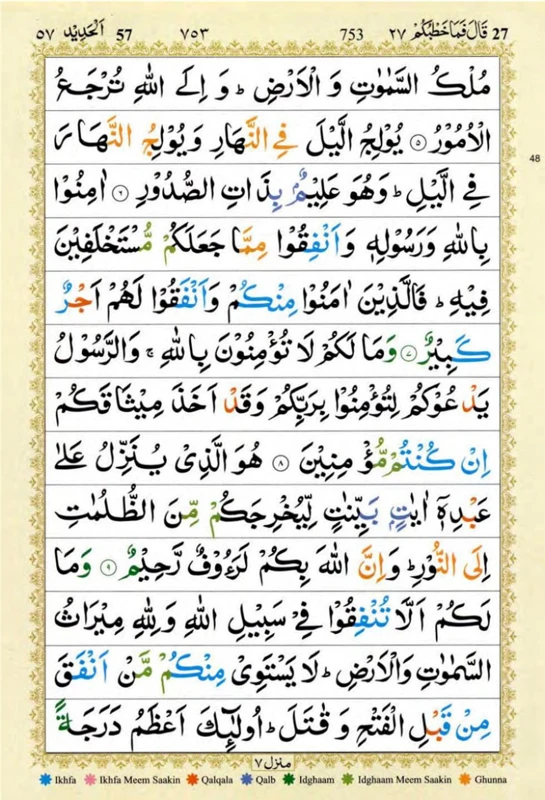 27 قَالَ فَمَا خَطْبُكُمْ ٢٧ 753 ٧٥٣ 57 اَلْحَدِيْد ٥٧
مُلْكُ السَّمٰوٰتِ وَ الْاَرْضِ ؕ وَ اِلَى اللّٰهِ تُرْجَعُ
الْاُمُوْرُ ۝٥ يُوْلِجُ الَّيْلَ فِي النَّهَارِ وَ يُوْلِجُ النَّهَارَ
فِي الَّيْلِ ؕ وَهُوَ عَلِيْمٌۢ بِذَاتِ الصُّدُوْرِ ۝٦ اٰمِنُوْا
بِاللّٰهِ وَرَسُوْلِهٖ وَاَنْفِقُوْا مِمَّا جَعَلَكُمْ مُّسْتَخْلَفِيْنَ
فِيْهِ ؕ فَالَّذِيْنَ اٰمَنُوْا مِنْكُمْ وَاَنْفَقُوْا لَهُمْ اَجْرٌ
كَبِيْرٌ ۝٧ وَمَا لَكُمْ لَا تُؤْمِنُوْنَ بِاللّٰهِ ۚ وَالرَّسُوْلُ
يَدْعُوْكُمْ لِتُؤْمِنُوْا بِرَبِّكُمْ وَقَدْ اَخَذَ مِيْثَاقَكُمْ
اِنْ كُنْتُمْ مُّؤْمِنِيْنَ ۝٨ هُوَ الَّذِيْ يُنَزِّلُ عَلٰى
عَبْدِهٖۤ اٰيٰتٍۭ بَيِّنٰتٍ لِّيُخْرِجَكُمْ مِّنَ الظُّلُمٰتِ
اِلَى النُّوْرِ ؕ وَاِنَّ اللّٰهَ بِكُمْ لَرَءُوْفٌ رَّحِيْمٌ ۝٩ وَمَا
لَكُمْ اَلَّا تُنْفِقُوْا فِيْ سَبِيْلِ اللّٰهِ وَلِلّٰهِ مِيْرَاثُ
السَّمٰوٰتِ وَالْاَرْضِ ؕ لَا يَسْتَوِيْ مِنْكُمْ مَّنْ اَنْفَقَ
مِنْ قَبْلِ الْفَتْحِ وَ قٰتَلَ ؕ اُولٰٓئِكَ اَعْظَمُ دَرَجَةً
48
منزل ٧
Ikhfa Ikhfa Meem Saakin Qalqala Qalb Idghaam Idghaam Meem Saakin Ghunna